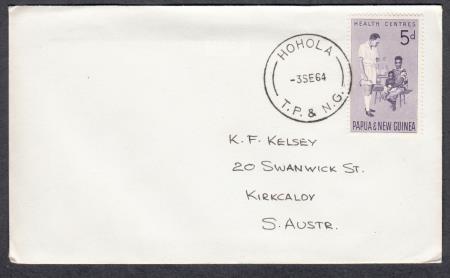 HEALTH CENTRES
5d
PAPUA & NEW GUINEA
HOHOLA
-3SE64
T.P. & N.G.
K. F. KELSEY
20 SWANWICK ST.
KIRKCALDY
S. AUSTR.